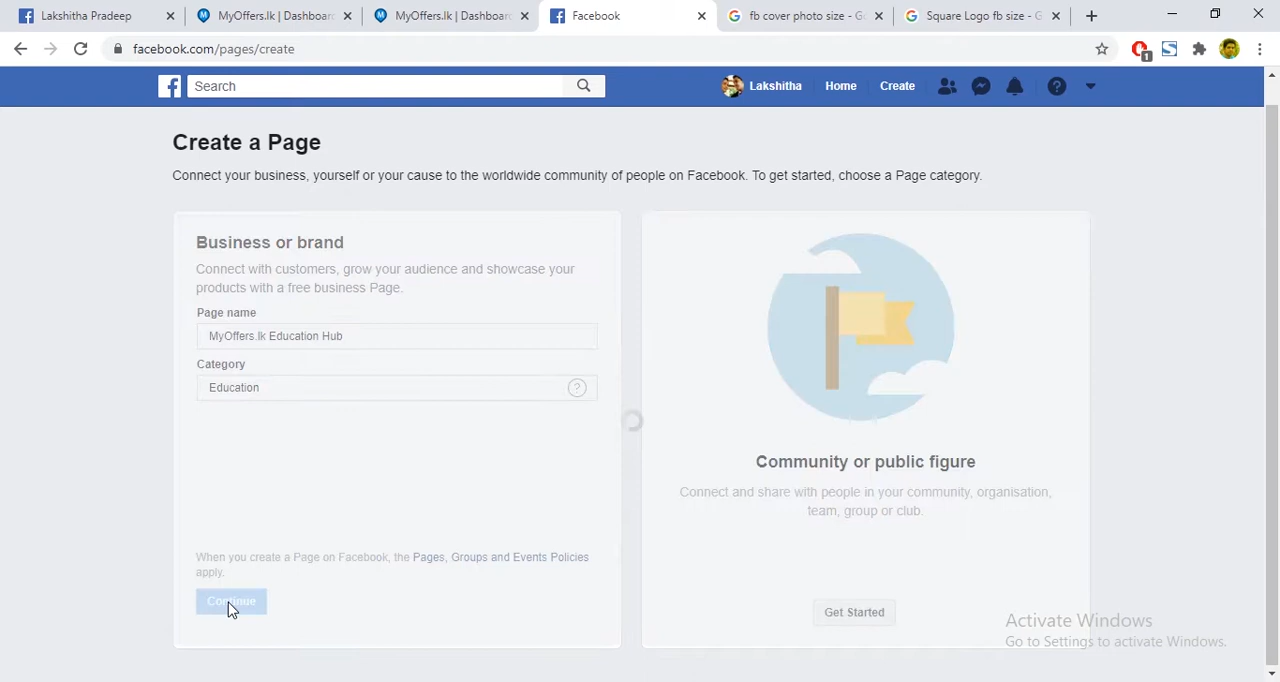 Lakshitha Pradeep
MyOffers.lk | Dashboar
MyOffers.lk | Dashboar
Facebook
fb cover photo size - Go
Square Logo fb size - G
facebook.com/pages/create
1
Search
Lakshitha
Home
Create
Create a Page
Connect your business, yourself or your cause to the worldwide community of people on Facebook. To get started, choose a Page category.
Business or brand
Connect with customers, grow your audience and showcase your
products with a free business Page.
Page name
MyOffers.lk Education Hub
Category
Education
When you create a Page on Facebook, the Pages, Groups and Events Policies
apply.
Continue
Community or public figure
Connect and share with people in your community, organisation,
team, group or club.
Get Started
Activate Windows
Go to Settings to activate Windows.